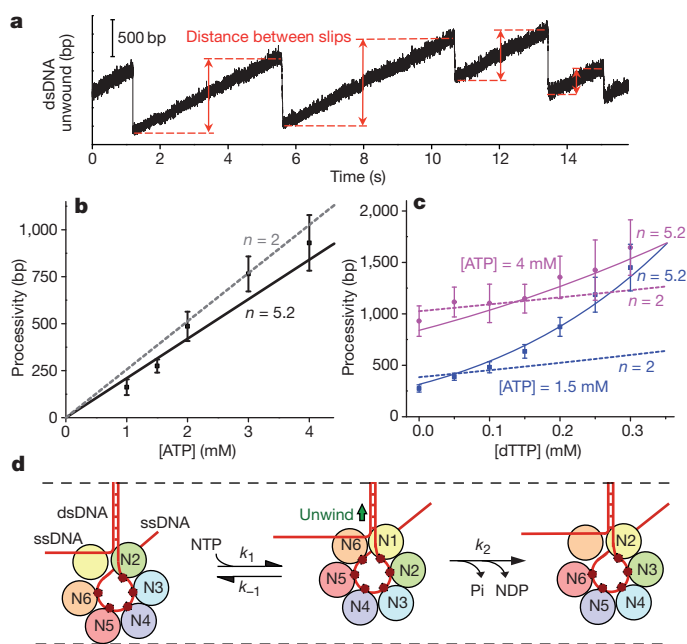 a
500 bp
Distance between slips
dsDNA
unwound (bp)
0 2 4 6 8 10 12 14
Time (s)
b
1,000
750
500
250
0
n = 2
n = 5.2
Processivity (bp)
0 1 2 3 4
[ATP] (mM)
c
2,000
1,500
1,000
500
0
n = 5.2
[ATP] = 4 mM
n = 5.2
n = 2
[ATP] = 1.5 mM
n = 2
Processivity (bp)
0.0 0.1 0.2 0.3
[dTTP] (mM)
d
dsDNA
ssDNA
ssDNA
N2
N3
N4
N5
N6
NTP
k1
k–1
Unwind
N6
N1
N5
N2
N4
N3
k2
Pi NDP
N2
N6
N3
N5
N4